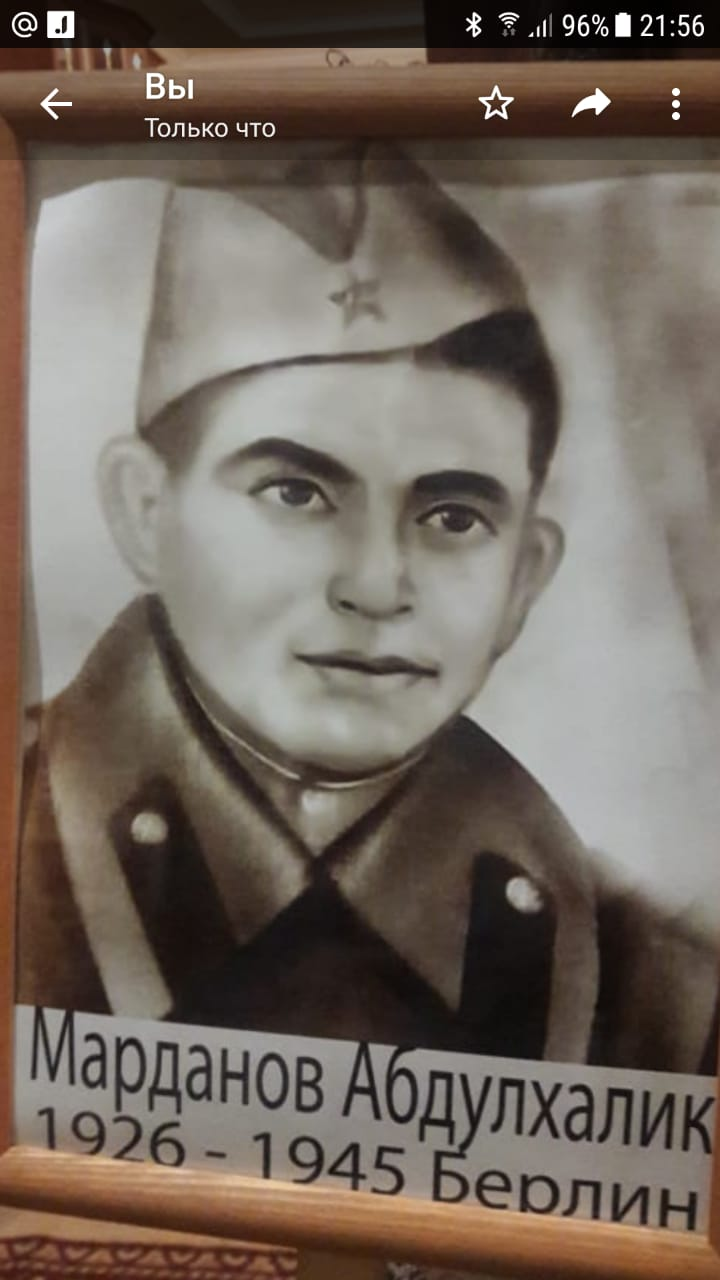 96% 21:56
Вы
Только что
Марданов Абдулхалик
1926 - 1945 Берлин